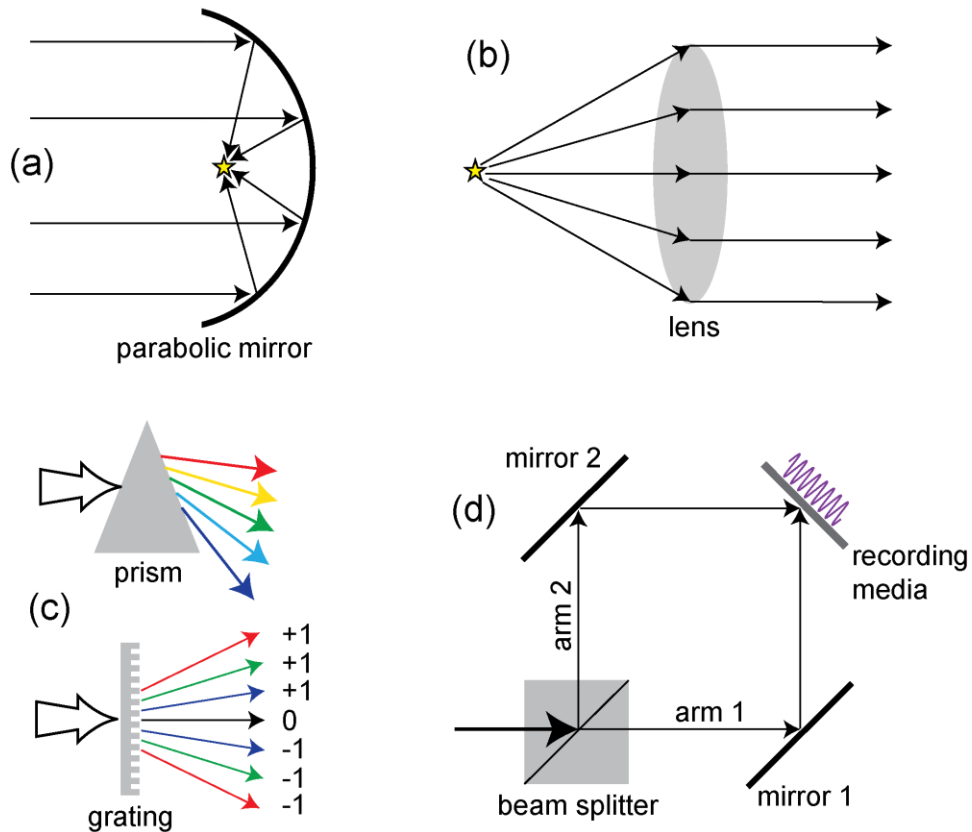 (a)
parabolic mirror
(b)
lens
prism
(c)
+1
+1
+1
0
-1
-1
-1
grating
(d)
mirror 2
recording
media
arm 2
arm 1
beam splitter
mirror 1